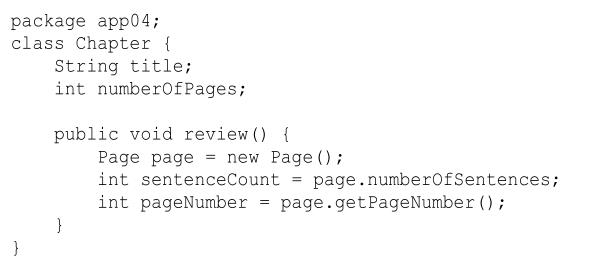 package app04;
class Chapter {
    String title;
    int numberOfPages;

    public void review() {
        Page page = new Page();
        int sentenceCount = page.numberOfSentences;
        int pageNumber = page.getPageNumber();
    }
}